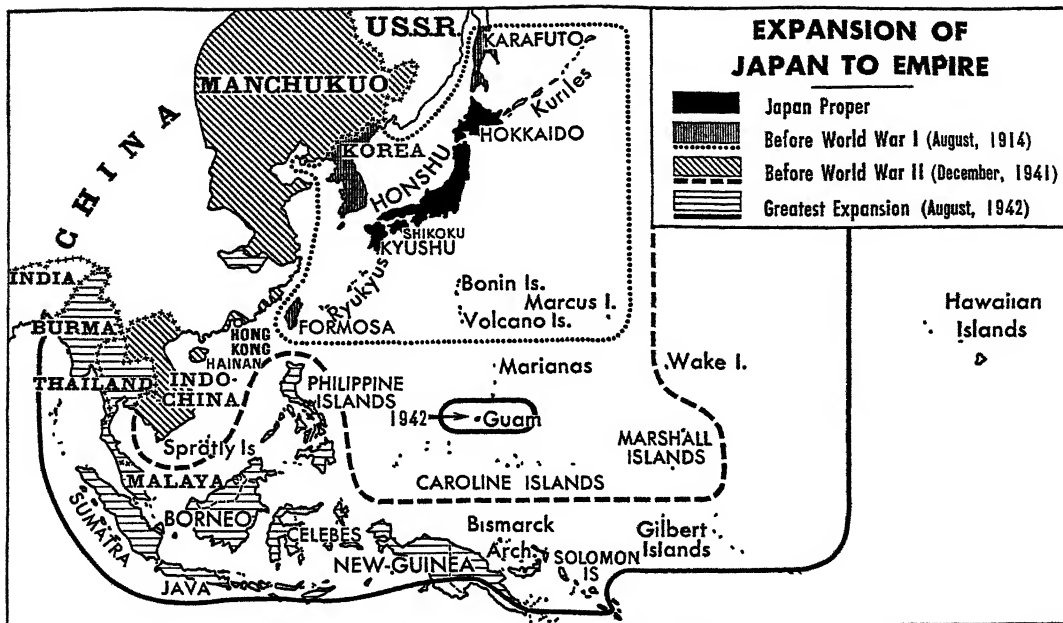 EXPANSION OF
JAPAN TO EMPIRE
Japan Proper
Before World War I (August, 1914)
Before World War II (December, 1941)
Greatest Expansion (August, 1942)
U.S.S.R.
KARAFUTO
MANCHUKUO
Kuriles
HOKKAIDO
CHINA
KOREA
HONSHU
SHIKOKU
KYUSHU
INDIA
Ryukyus
Bonin Is.
Marcus I.
Volcano Is.
Hawaiian
Islands
BURMA
FORMOSA
HONG
KONG
HAINAN
Marianas
Wake I.
THAILAND
INDO-
CHINA
PHILIPPINE
ISLANDS
1942
Guam
Spratly Is
MARSHALL
ISLANDS
MALAYA
CAROLINE ISLANDS
SUMATRA
BORNEO
CELEBES
Bismarck
Arch.
Gilbert
Islands
NEW-GUINEA
SOLOMON
IS
JAVA